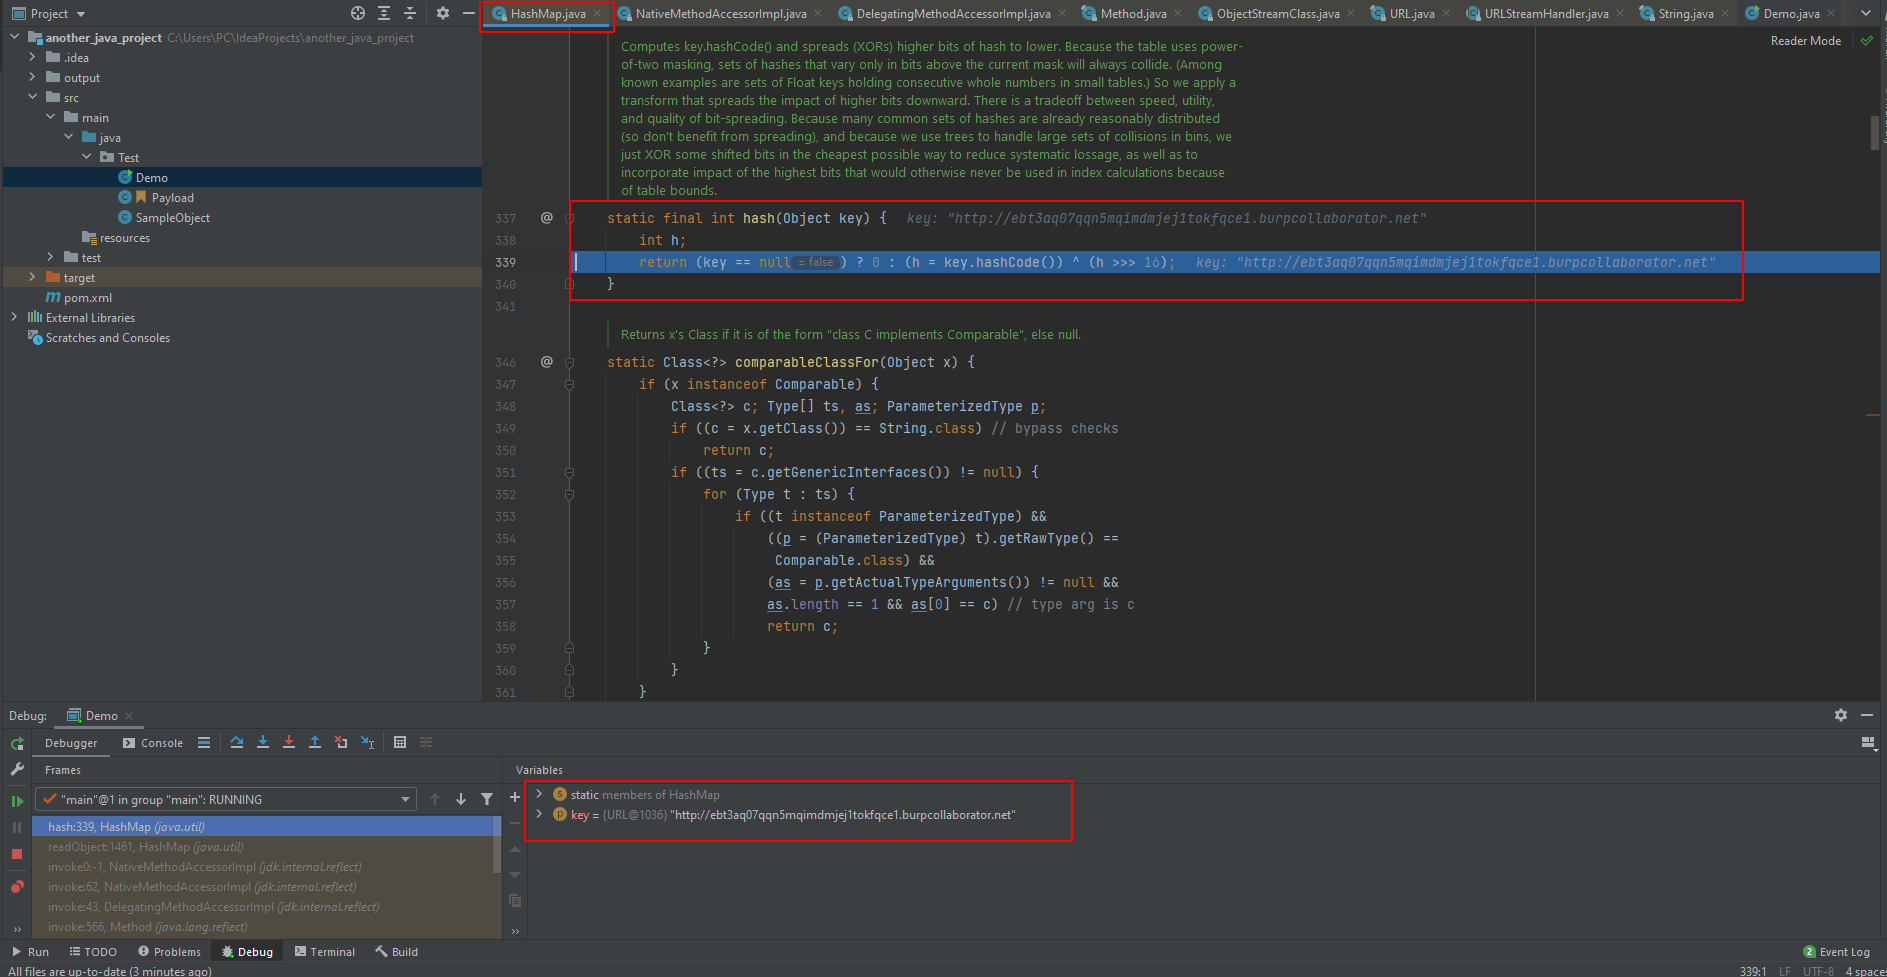 Project
HashMap.java
NativeMethodAccessorImpl.java
DelegatingMethodAccessorImpl.java
Method.java
ObjectStreamClass.java
URL.java
URLStreamHandler.java
String.java
Demo.java
another_java_project C:\Users\PC\IdeaProjects\another_java_project
.idea
output
src
main
java
Test
Demo
Payload
SampleObject
resources
test
target
pom.xml
External Libraries
Scratches and Consoles
Reader Mode
Computes key.hashCode() and spreads (XORs) higher bits of hash to lower. Because the table uses power-
of-two masking, sets of hashes that vary only in bits above the current mask will always collide. (Among
known examples are sets of Float keys holding consecutive whole numbers in small tables.) So we apply a
transform that spreads the impact of higher bits downward. There is a tradeoff between speed, utility,
and quality of bit-spreading. Because many common sets of hashes are already reasonably distributed
(so don't benefit from spreading), and because we use trees to handle large sets of collisions in bins, we
just XOR some shifted bits in the cheapest possible way to reduce systematic lossage, as well as to
incorporate impact of the highest bits that would otherwise never be used in index calculations because
of table bounds.
337 @ static final int hash(Object key) { key: "http://ebt3aq07qqn5mqimdmjej1tokfqce1.burpcollaborator.net"
338 int h;
339 return (key == null = false ) ? 0 : (h = key.hashCode()) ^ (h >>> 16); key: "http://ebt3aq07qqn5mqimdmjej1tokfqce1.burpcollaborator.net"
340 }
341
Returns x's Class if it is of the form "class C implements Comparable", else null.
346 @ static Class<?> comparableClassFor(Object x) {
347 if (x instanceof Comparable) {
348 Class<?> c; Type[] ts, as; ParameterizedType p;
349 if ((c = x.getClass()) == String.class) // bypass checks
350 return c;
351 if ((ts = c.getGenericInterfaces()) != null) {
352 for (Type t : ts) {
353 if ((t instanceof ParameterizedType) &&
354 ((p = (ParameterizedType) t).getRawType() ==
355 Comparable.class) &&
356 (as = p.getActualTypeArguments()) != null &&
357 as.length == 1 && as[0] == c) // type arg is c
358 return c;
359 }
360 }
361 }
Debug: Demo
Debugger Console
Frames
"main"@1 in group "main": RUNNING
hash:339, HashMap (java.util)
readObject:1461, HashMap (java.util)
invoke0:-1, NativeMethodAccessorImpl (jdk.internal.reflect)
invoke:62, NativeMethodAccessorImpl (jdk.internal.reflect)
invoke:43, DelegatingMethodAccessorImpl (jdk.internal.reflect)
invoke:566, Method (java.lang.reflect)
Variables
static members of HashMap
key = {URL@1036} "http://ebt3aq07qqn5mqimdmjej1tokfqce1.burpcollaborator.net"
Run TODO Problems Debug Terminal Build
2 Event Log
All files are up-to-date (3 minutes ago)
339:1 LF UTF-8 4 spaces